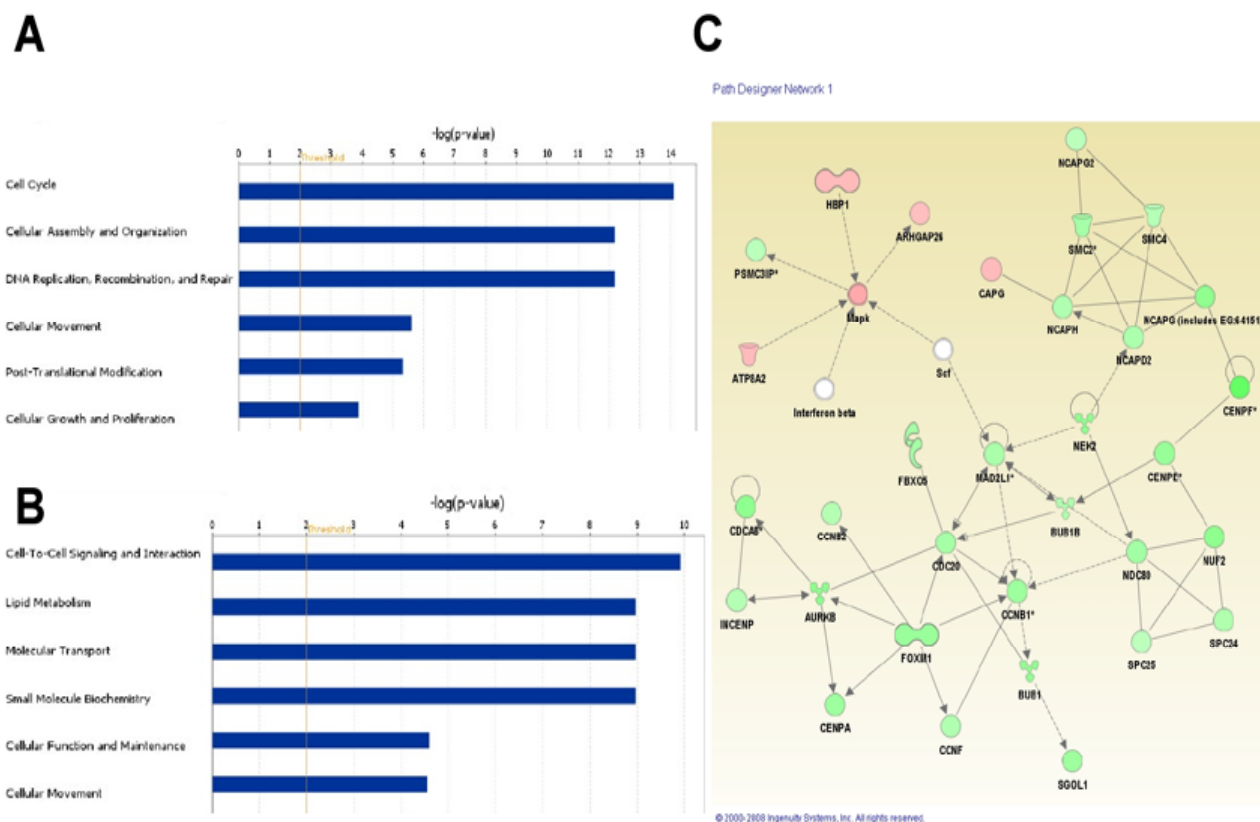 A
-log(p-value)
0 1 2 3 4 5 6 7 8 9 10 11 12 13 14
Threshold
Cell Cycle
Cellular Assembly and Organization
DNA Replication, Recombination, and Repair
Cellular Movement
Post-Translational Modification
Cellular Growth and Proliferation
B
-log(p-value)
0 1 2 3 4 5 6 7 8 9 10
Threshold
Cell-To-Cell Signaling and Interaction
Lipid Metabolism
Molecular Transport
Small Molecule Biochemistry
Cellular Function and Maintenance
Cellular Movement
C
Path Designer Network 1
NCAPG2
HBP1
ARHGAP26
SMC2*
SMC4
PSMC3IP*
CAPG
Mapk
NCAPH
NCAPG (includes EG:64151
NCAPD2
ATP8A2
Scf
Interferon beta
CENPF*
NEK2
FBXO5
MAD2L1*
CENPE*
CDCA8*
CCNB2
BUB1B
CDC20
NDC80
NUF2
INCENP
AURKB
CCNB1*
FOXM1
SPC24
SPC25
BUB1
CENPA
CCNF
SGOL1
© 2000-2008 Ingenuity Systems, Inc. All rights reserved.